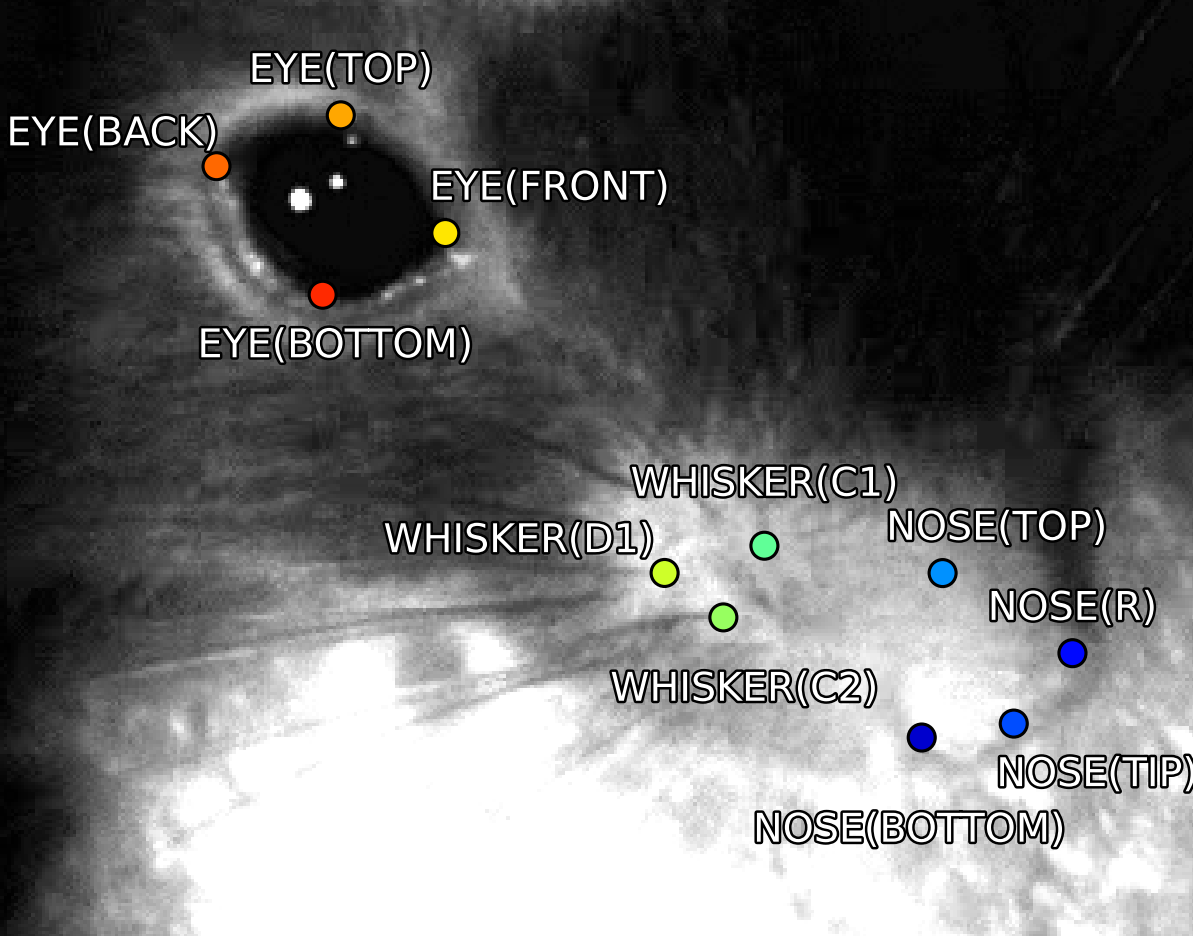 EYE(TOP)
EYE(BACK)
EYE(FRONT)
EYE(BOTTOM)
WHISKER(C1)
NOSE(TOP)
WHISKER(D1)
NOSE(R)
WHISKER(C2)
NOSE(TIP)
NOSE(BOTTOM)